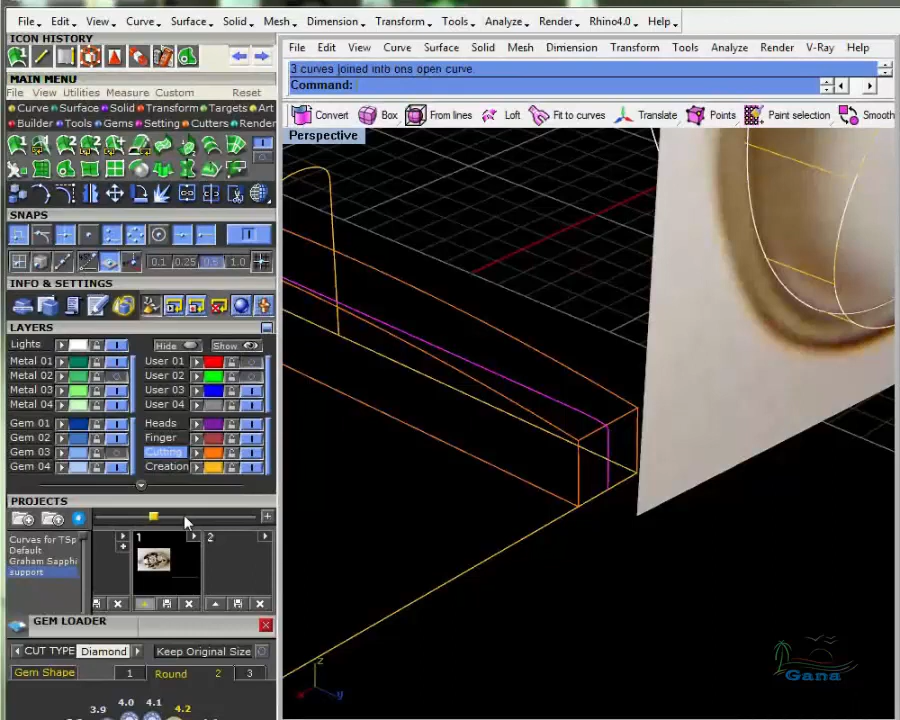 File Edit View Curve Surface Solid Mesh Dimension Transform Tools Analyze Render Rhino4.0 Help
ICON HISTORY
MAIN MENU
File View Utilities Measure Custom Reset
Curve Surface Solid Transform Targets Art
Builder Tools Gems Setting Cutters Render
SNAPS
0.1 0.25 0.5 1.0
INFO & SETTINGS
LAYERS
Lights Hide Show
Metal 01 User 01
Metal 02 User 02
Metal 03 User 03
Metal 04 User 04
Gem 01 Heads
Gem 02 Finger
Gem 03 Cutting
Gem 04 Creation
PROJECTS
Curves for TSp
Default
Graham Sapph
support
1 2
GEM LOADER
CUT TYPE Diamond Keep Original Size
Gem Shape 1 Round 2 3
3.9 4.0 4.1 4.2
File Edit View Curve Surface Solid Mesh Dimension Transform Tools Analyze Render V-Ray Help
3 curves joined into one open curve
Command:
Convert Box From lines Loft Fit to curves Translate Points Paint selection Smooth
Perspective
z
x y
Gana